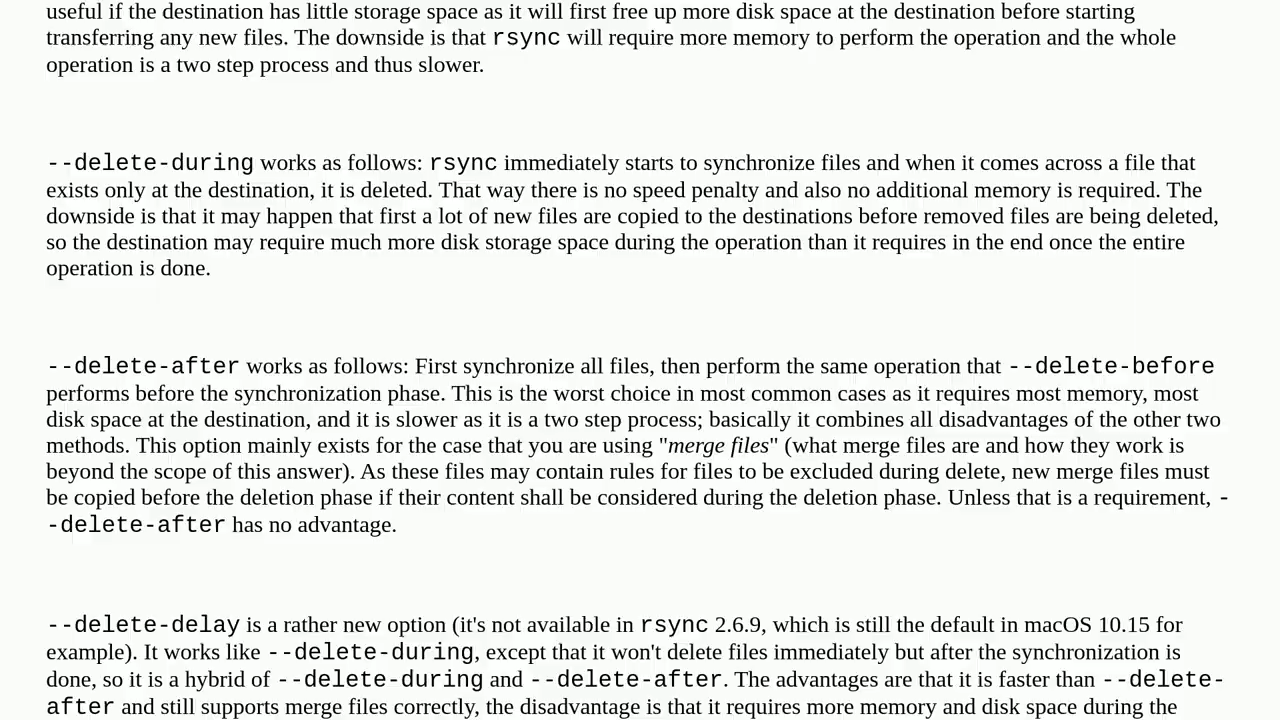 useful if the destination has little storage space as it will first free up more disk space at the destination before starting
transferring any new files. The downside is that rsync will require more memory to perform the operation and the whole
operation is a two step process and thus slower.
--delete-during works as follows: rsync immediately starts to synchronize files and when it comes across a file that
exists only at the destination, it is deleted. That way there is no speed penalty and also no additional memory is required. The
downside is that it may happen that first a lot of new files are copied to the destinations before removed files are being deleted,
so the destination may require much more disk storage space during the operation than it requires in the end once the entire
operation is done.
--delete-after works as follows: First synchronize all files, then perform the same operation that --delete-before
performs before the synchronization phase. This is the worst choice in most common cases as it requires most memory, most
disk space at the destination, and it is slower as it is a two step process; basically it combines all disadvantages of the other two
methods. This option mainly exists for the case that you are using "merge files" (what merge files are and how they work is
beyond the scope of this answer). As these files may contain rules for files to be excluded during delete, new merge files must
be copied before the deletion phase if their content shall be considered during the deletion phase. Unless that is a requirement, -
-delete-after has no advantage.
--delete-delay is a rather new option (it's not available in rsync 2.6.9, which is still the default in macOS 10.15 for
example). It works like --delete-during, except that it won't delete files immediately but after the synchronization is
done, so it is a hybrid of --delete-during and --delete-after. The advantages are that it is faster than --delete-
after and still supports merge files correctly, the disadvantage is that it requires more memory and disk space during the